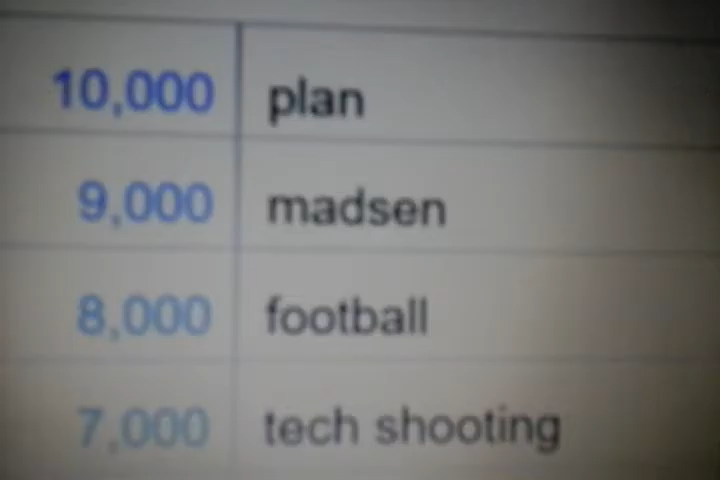 10,000 plan
9,000 madsen
8,000 football
7,000 tech shooting